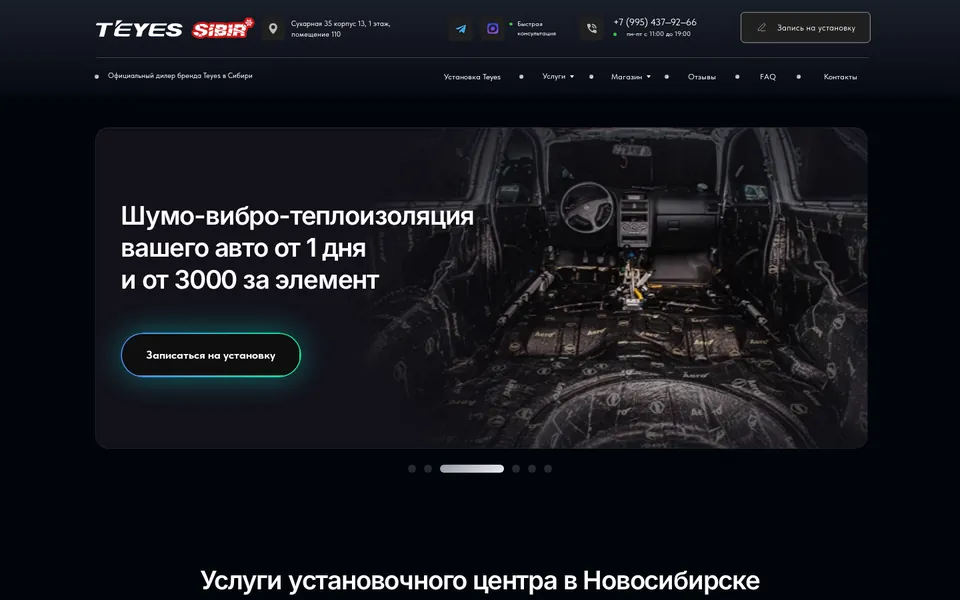 TEYES SIBIR
Сухарная 35 корпус 13, 1 этаж,
помещение 110
Быстрая
консультация
+7 (995) 437–92–66
пн-пт с 11:00 до 19:00
Запись на установку
Официальный дилер бренда Teyes в Сибири
Установка Teyes
Услуги
Магазин
Отзывы
FAQ
Контакты
Шумо-вибро-теплоизоляция
вашего авто от 1 дня
и от 3000 за элемент
Записаться на установку
Услуги установочного центра в Новосибирске